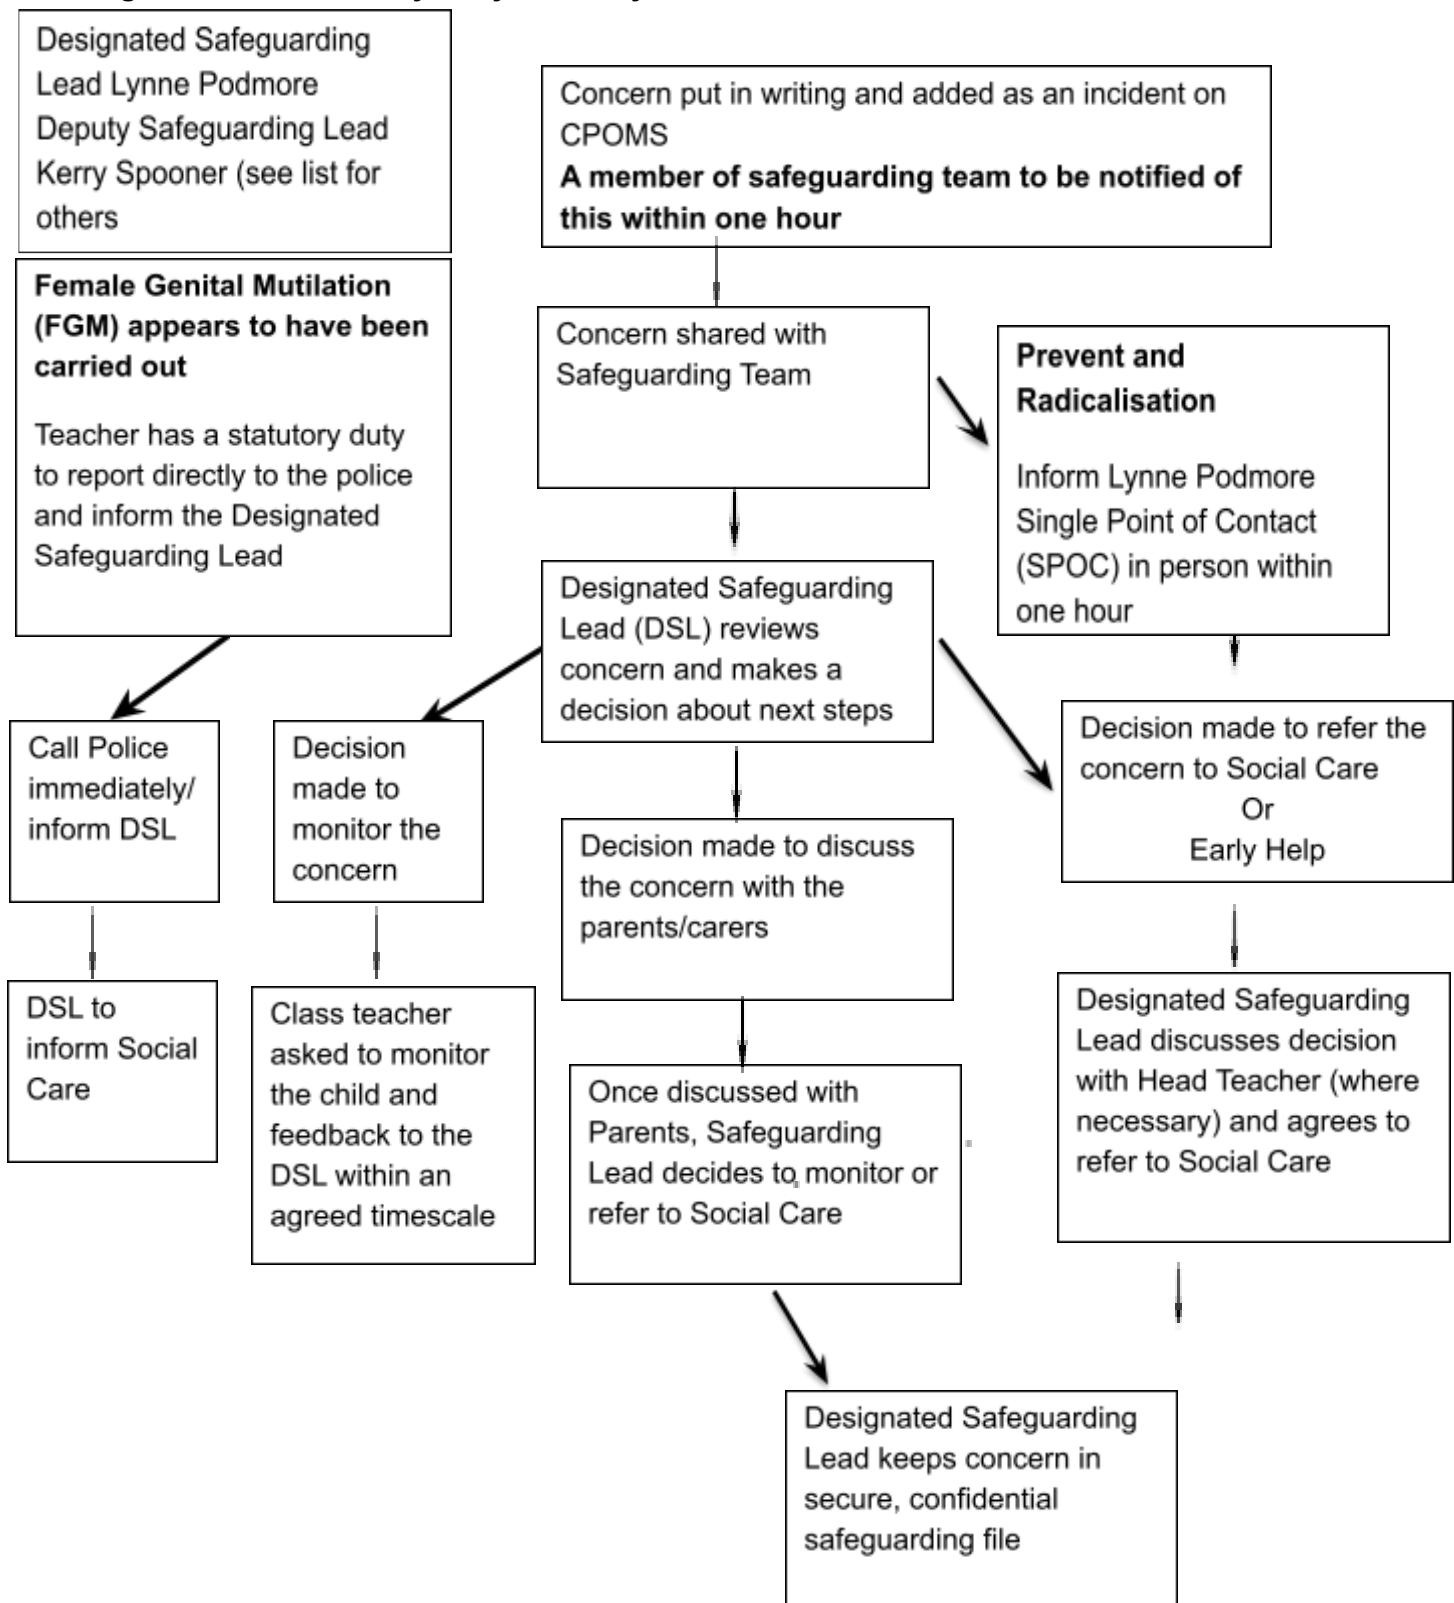 Designated Safeguarding
Lead Lynne Podmore
Deputy Safeguarding Lead
Kerry Spooner (see list for
others
Concern put in writing and added as an incident on
CPOMS
A member of safeguarding team to be notified of
this within one hour
Female Genital Mutilation
(FGM) appears to have been
carried out
Teacher has a statutory duty
to report directly to the police
and inform the Designated
Safeguarding Lead
Concern shared with
Safeguarding Team
Prevent and
Radicalisation
Inform Lynne Podmore
Single Point of Contact
(SPOC) in person within
one hour
Designated Safeguarding
Lead (DSL) reviews
concern and makes a
decision about next steps
Call Police
immediately/
inform DSL
Decision
made to
monitor the
concern
Decision made to discuss
the concern with the
parents/carers
Decision made to refer the
concern to Social Care
Or
Early Help
DSL to
inform Social
Care
Class teacher
asked to monitor
the child and
feedback to the
DSL within an
agreed timescale
Once discussed with
Parents, Safeguarding
Lead decides to monitor or
refer to Social Care
Designated Safeguarding
Lead discusses decision
with Head Teacher (where
necessary) and agrees to
refer to Social Care
Designated Safeguarding
Lead keeps concern in
secure, confidential
safeguarding file